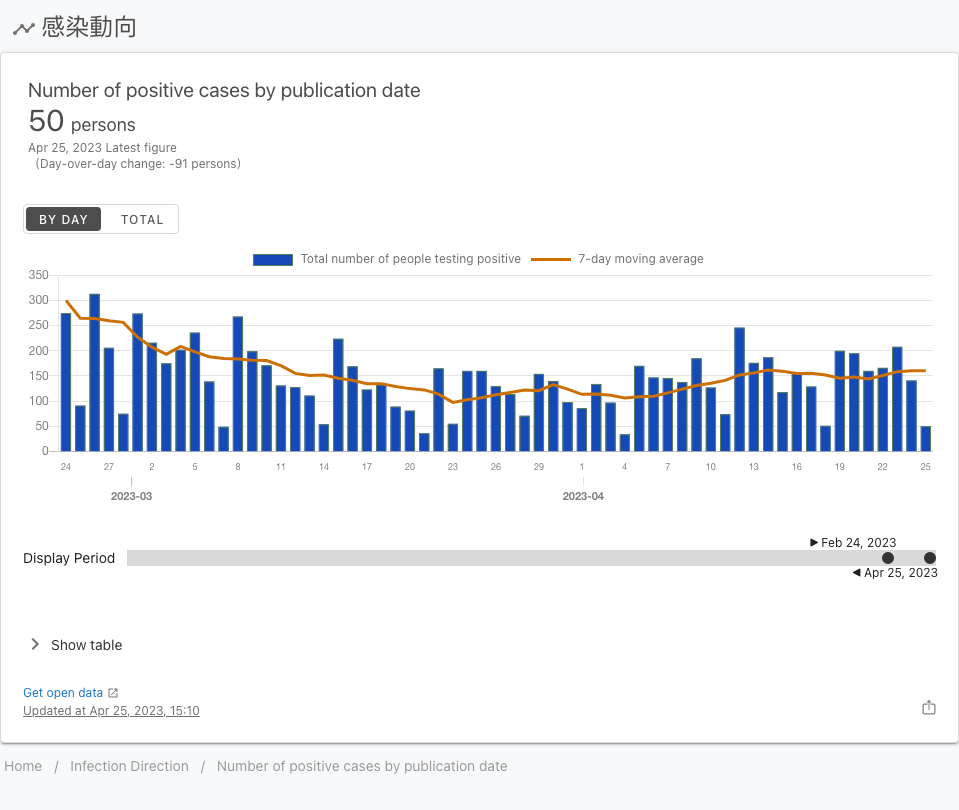 感染動向
Number of positive cases by publication date
50 persons
Apr 25, 2023 Latest figure
(Day-over-day change: -91 persons)
BY DAY TOTAL
Total number of people testing positive 7-day moving average
350
300
250
200
150
100
50
0
24 27 2 5 8 11 14 17 20 23 26 29 1 4 7 10 13 16 19 22 25
2023-03 2023-04
Feb 24, 2023
Display Period
Apr 25, 2023
Show table
Get open data
Updated at Apr 25, 2023, 15:10
Home / Infection Direction / Number of positive cases by publication date